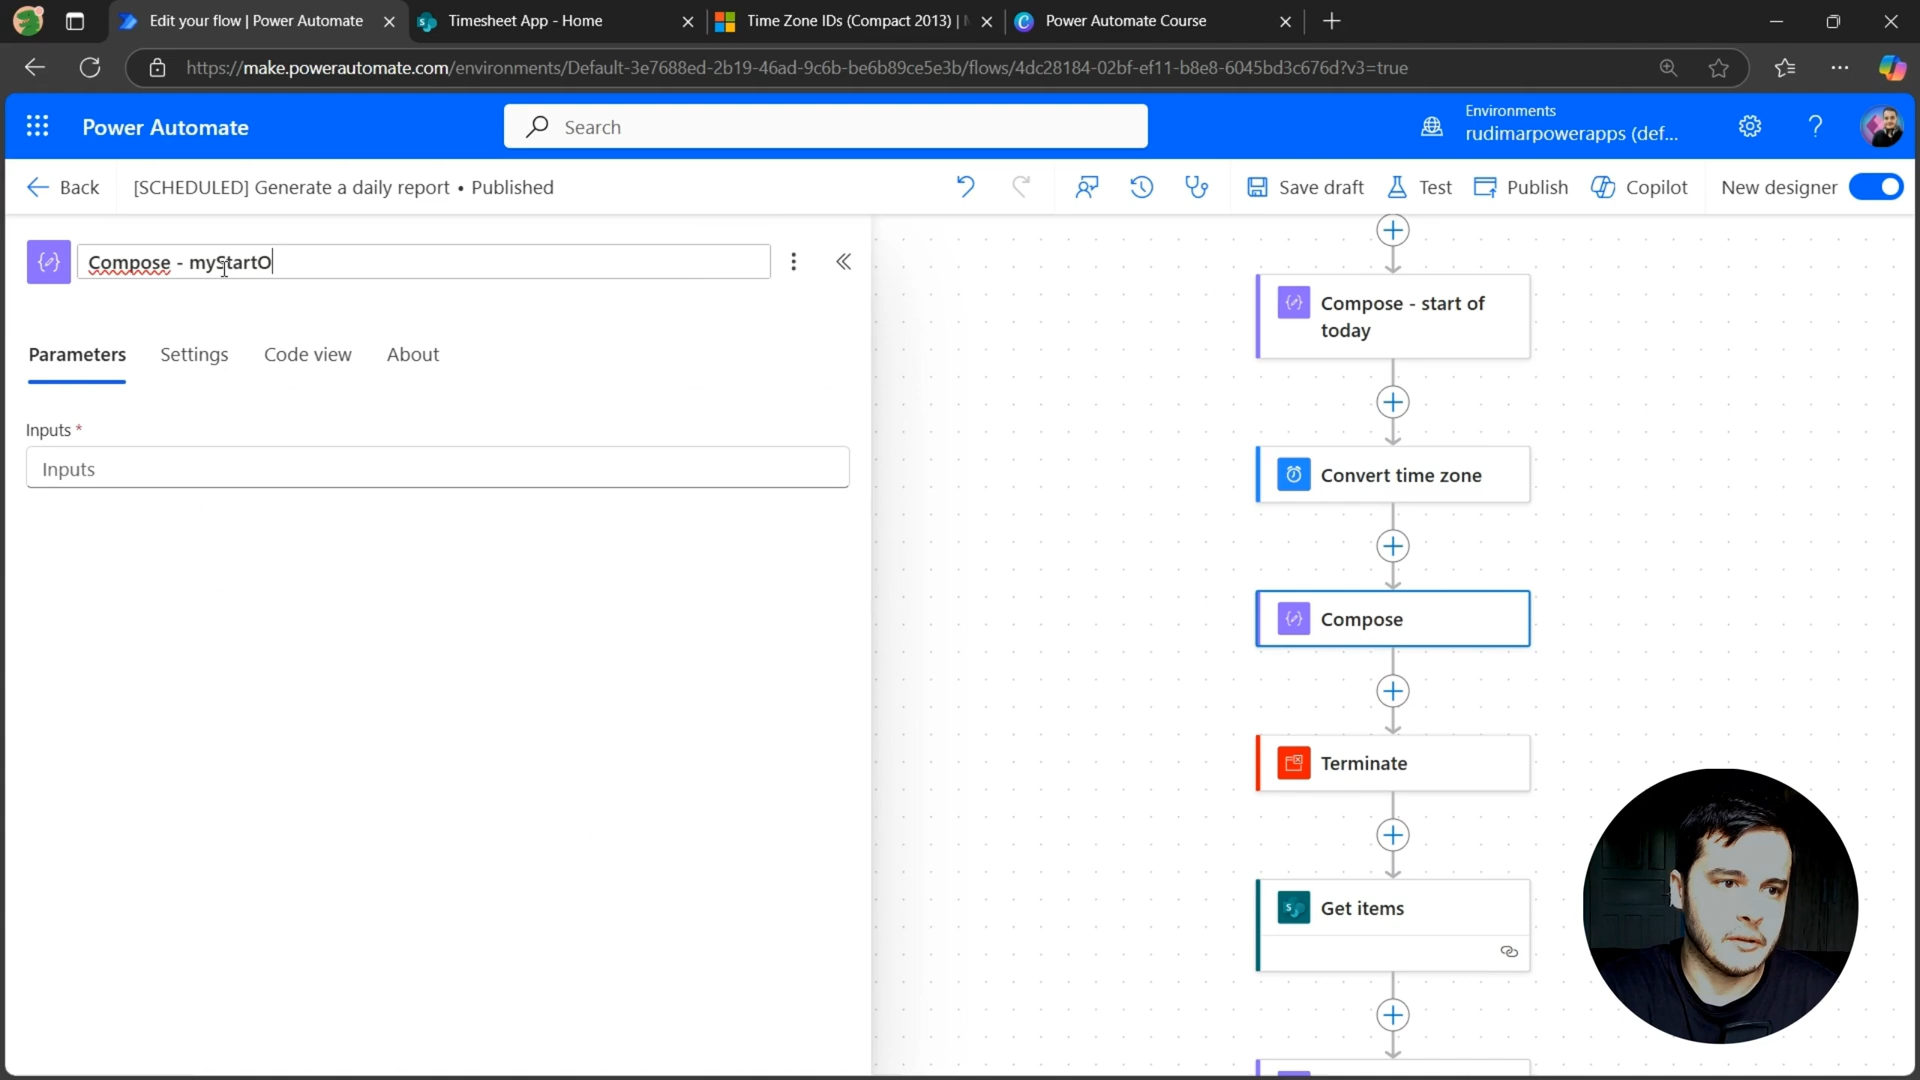 Edit your flow | Power Automate
Timesheet App - Home
Time Zone IDs (Compact 2013) |
Power Automate Course
https://make.powerautomate.com/environments/Default-3e7688ed-2b19-46ad-9c6b-be6b89ce5e3b/flows/4dc28184-02bf-ef11-b8e8-6045bd3c676d?v3=true
Power Automate
Search
Environments
rudimarpowerapps (def...
Back
[SCHEDULED] Generate a daily report • Published
Save draft
Test
Publish
Copilot
New designer
Compose - myStartO
Parameters
Settings
Code view
About
Inputs *
Inputs
Compose - start of
today
Convert time zone
Compose
Terminate
Get items